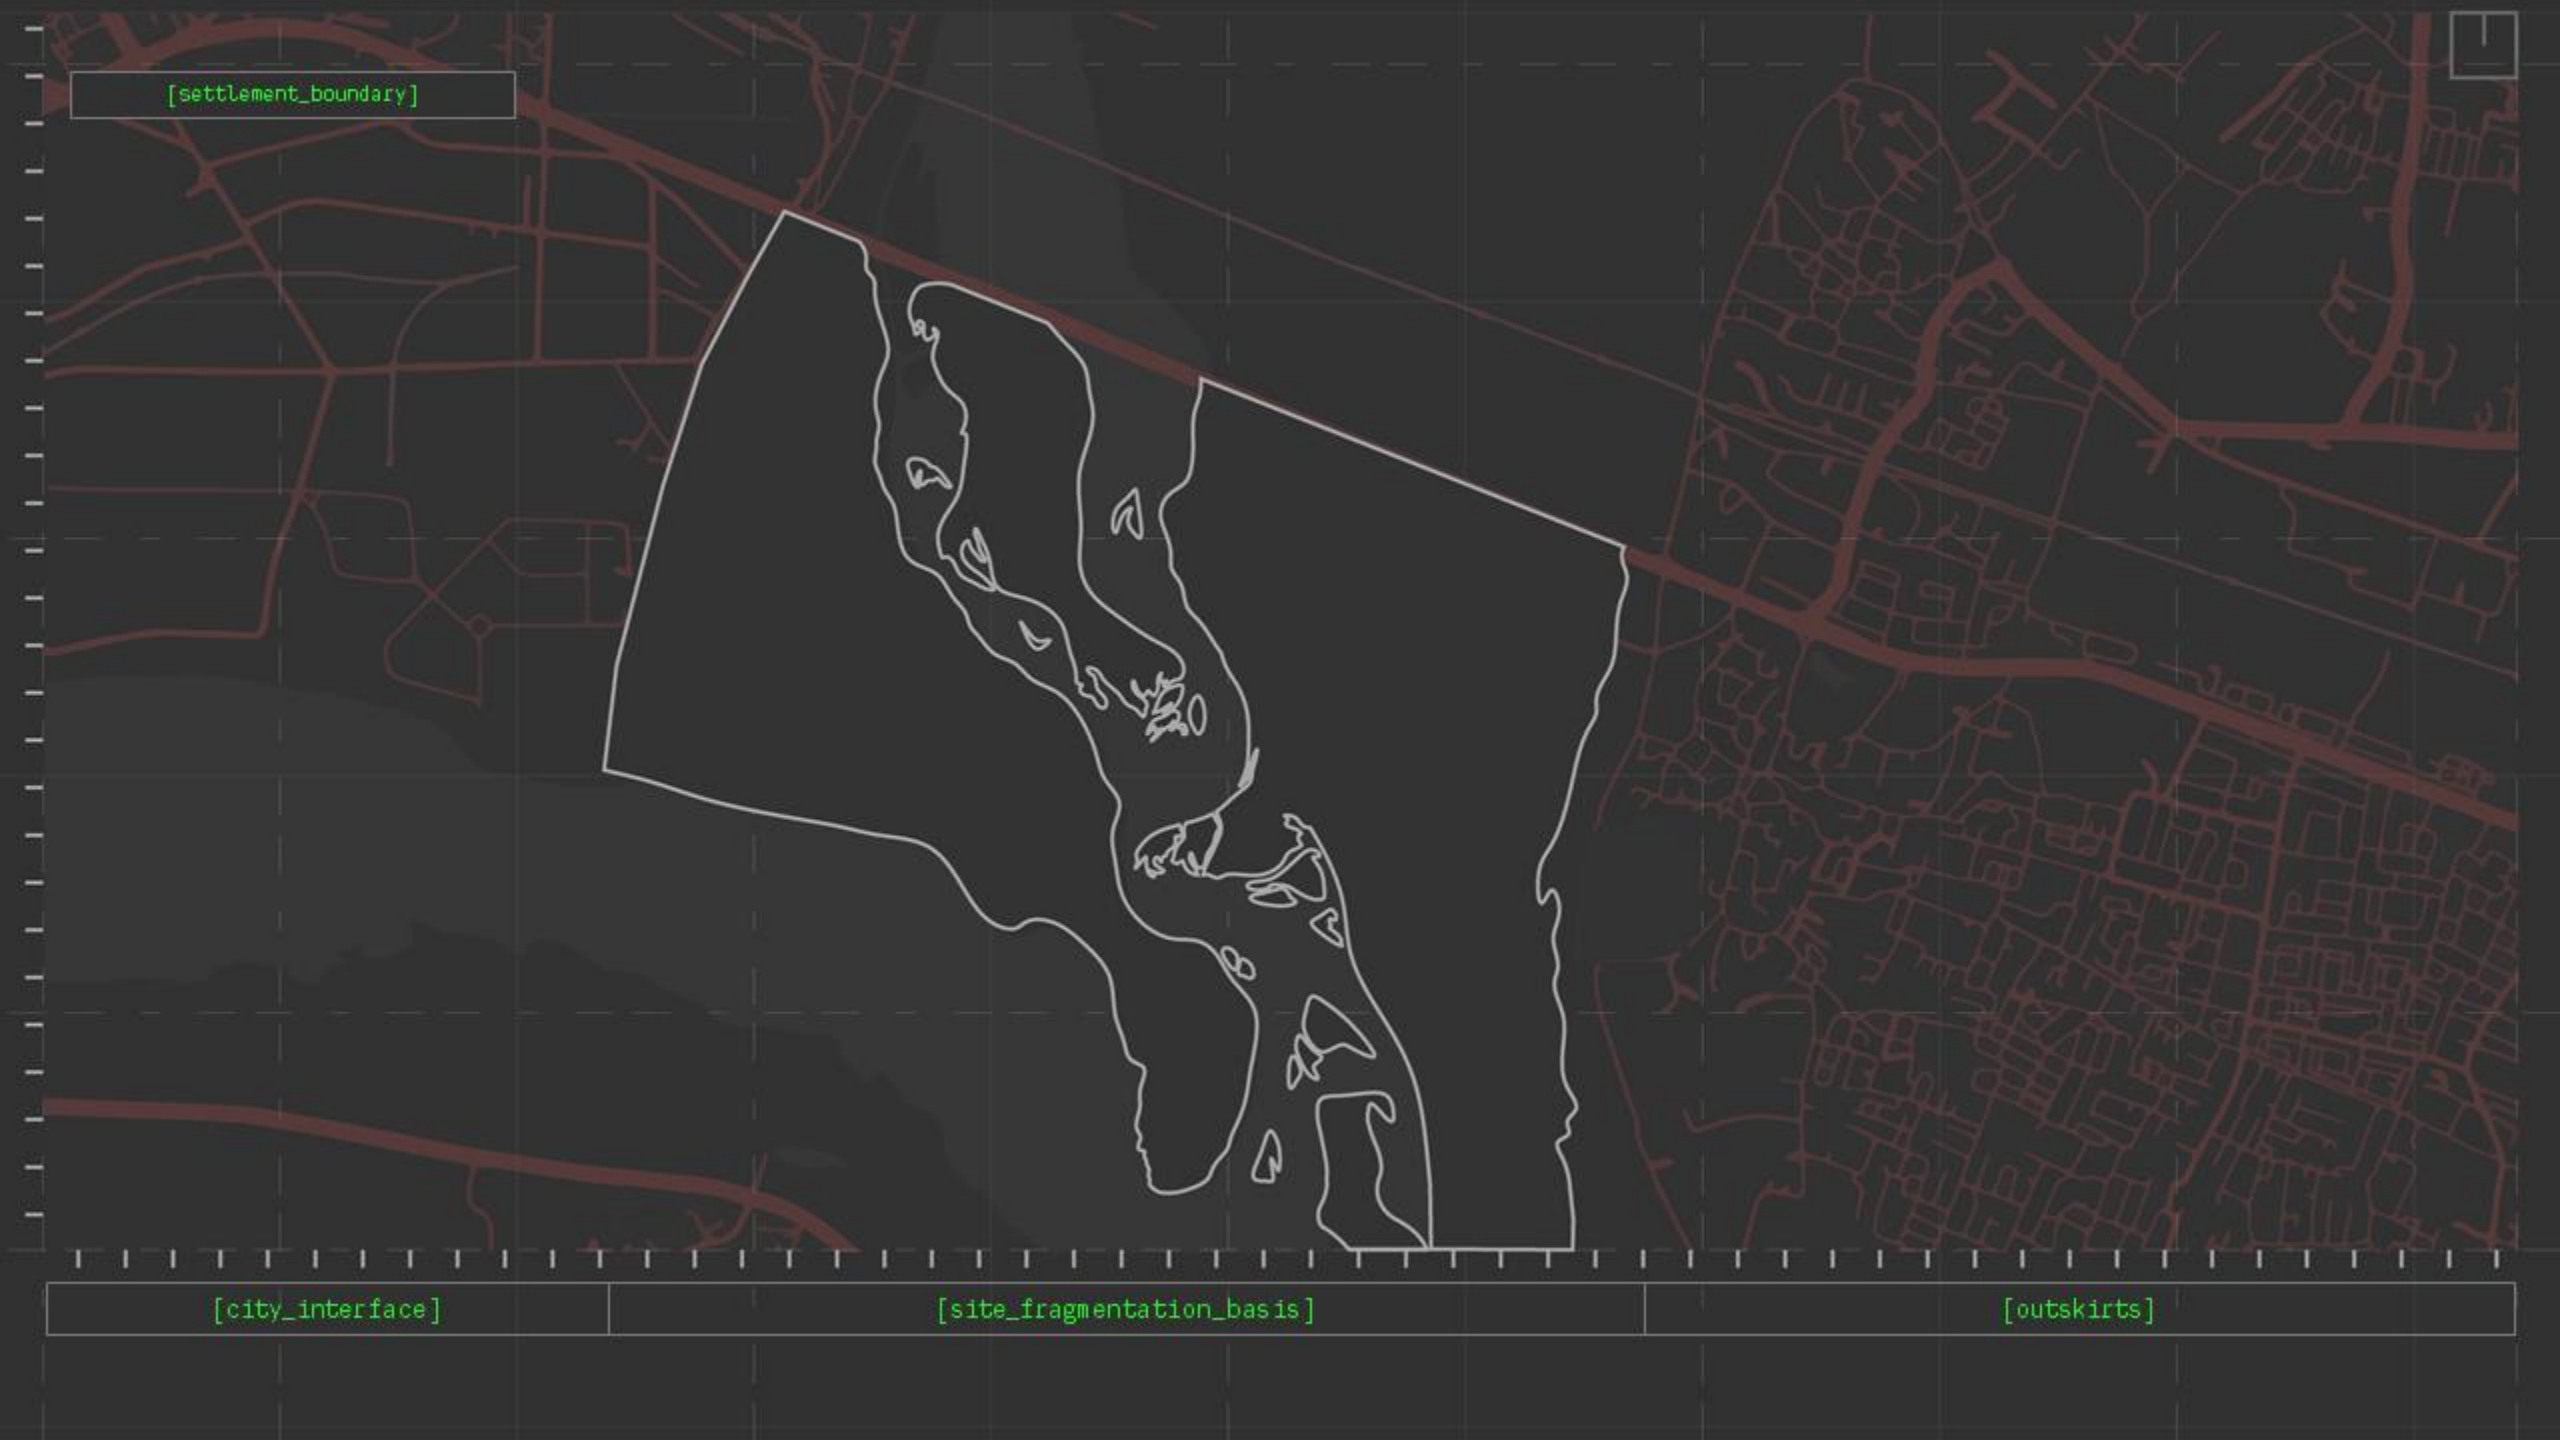 [settlement_boundary]
[city_interface]
[site_fragmentation_basis]
[outskirts]